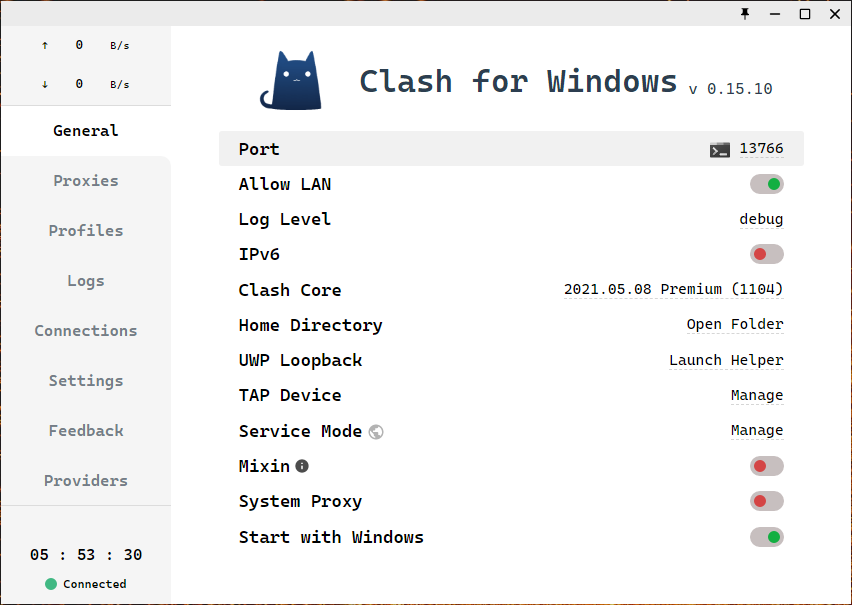 ↑ 0 B/s
↓ 0 B/s
General
Proxies
Profiles
Logs
Connections
Settings
Feedback
Providers
05 : 53 : 30
Connected
Clash for Windows v 0.15.10
Port 13766
Allow LAN
Log Level debug
IPv6
Clash Core 2021.05.08 Premium (1104)
Home Directory Open Folder
UWP Loopback Launch Helper
TAP Device Manage
Service Mode Manage
Mixin
System Proxy
Start with Windows